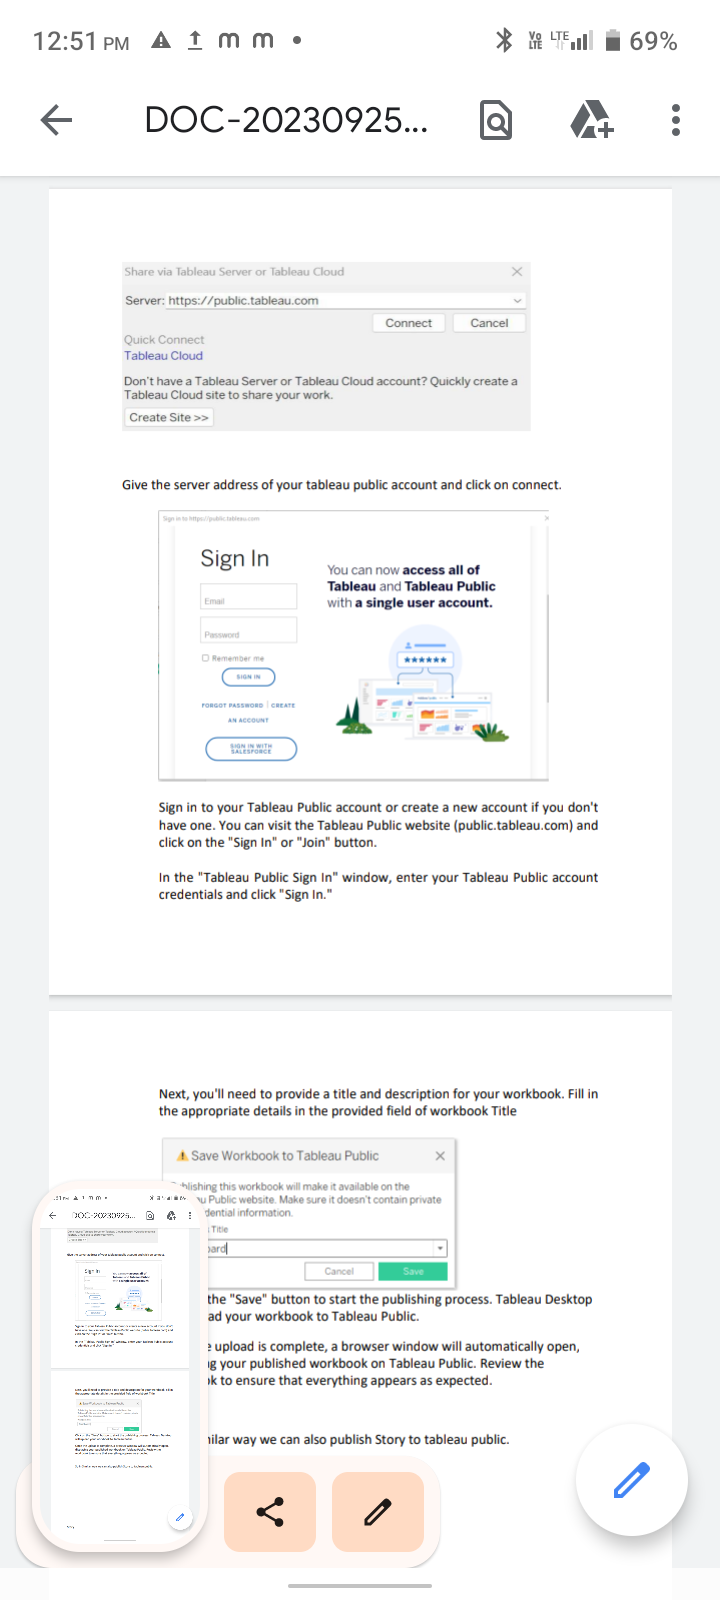 12:51 PM
VO LTE LTE 69%
DOC-20230925...
Share via Tableau Server or Tableau Cloud
Server: https://public.tableau.com
Connect Cancel
Quick Connect
Tableau Cloud
Don't have a Tableau Server or Tableau Cloud account? Quickly create a
Tableau Cloud site to share your work.
Create Site >>
Give the server address of your tableau public account and click on connect.
Sign in to https://public.tableau.com
Sign In
Email
Password
Remember me
SIGN IN
FORGOT PASSWORD | CREATE
AN ACCOUNT
SIGN IN WITH
SALESFORCE
You can now access all of
Tableau and Tableau Public
with a single user account.
Sign in to your Tableau Public account or create a new account if you don't
have one. You can visit the Tableau Public website (public.tableau.com) and
click on the "Sign In" or "Join" button.
In the "Tableau Public Sign In" window, enter your Tableau Public account
credentials and click "Sign In."
Next, you'll need to provide a title and description for your workbook. Fill in
the appropriate details in the provided field of workbook Title
Save Workbook to Tableau Public
blishing this workbook will make it available on the
au Public website. Make sure it doesn't contain private
dential information.
Title
oard
Cancel Save
the "Save" button to start the publishing process. Tableau Desktop
ad your workbook to Tableau Public.
e upload is complete, a browser window will automatically open,
ng your published workbook on Tableau Public. Review the
ok to ensure that everything appears as expected.
milar way we can also publish Story to tableau public.
DOC-20230925...
Sign In